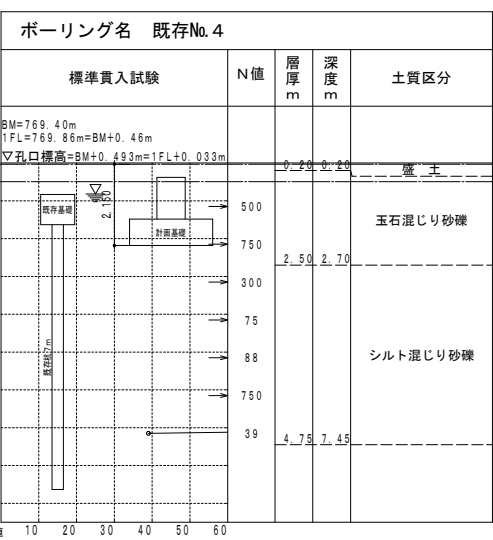 ボーリング名 既存№４
標準貫入試験
N値
層厚m
深度m
土質区分
BM=769.40m
1FL=769.86m=BM+0.46m
▽孔口標高=BM+0.493m=1FL+0.033m
0.20 0.20 盛 土
既存基礎
2,150
計画基礎
500
750
玉石混じり砂礫
2.50 2.70
300
75
88
750
39
シルト混じり砂礫
既存杭7m
4.75 7.45
10 20 30 40 50 60